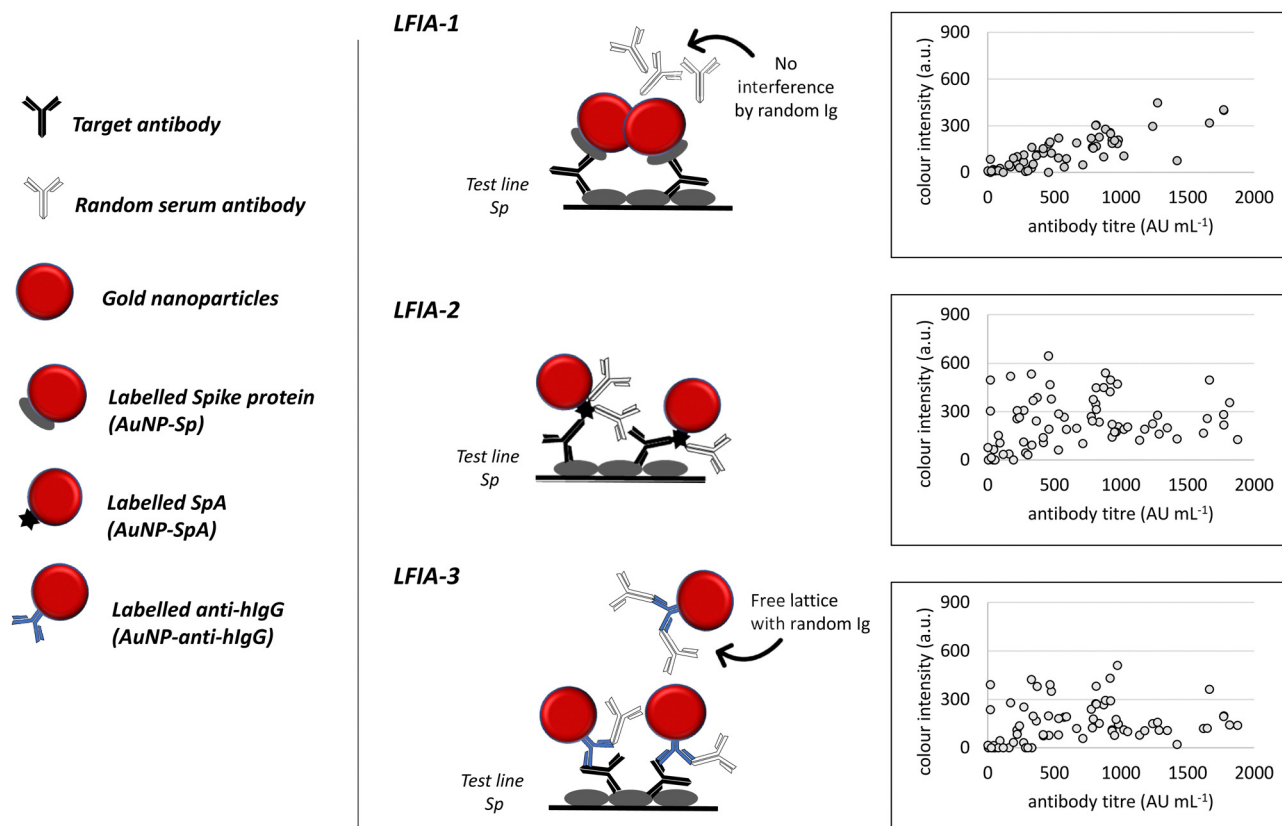 Target antibody
Random serum antibody
Gold nanoparticles
Labelled Spike protein
(AuNP-Sp)
Labelled SpA
(AuNP-SpA)
Labelled anti-hIgG
(AuNP-anti-hIgG)
LFIA-1
No
interference
by random Ig
Test line
Sp
colour intensity (a.u.)
900
600
300
0
0 500 1000 1500 2000
antibody titre (AU mL⁻¹)
LFIA-2
Test line
Sp
colour intensity (a.u.)
900
600
300
0
0 500 1000 1500 2000
antibody titre (AU mL⁻¹)
LFIA-3
Free lattice
with random Ig
Test line
Sp
colour intensity (a.u.)
900
600
300
0
0 500 1000 1500 2000
antibody titre (AU mL⁻¹)